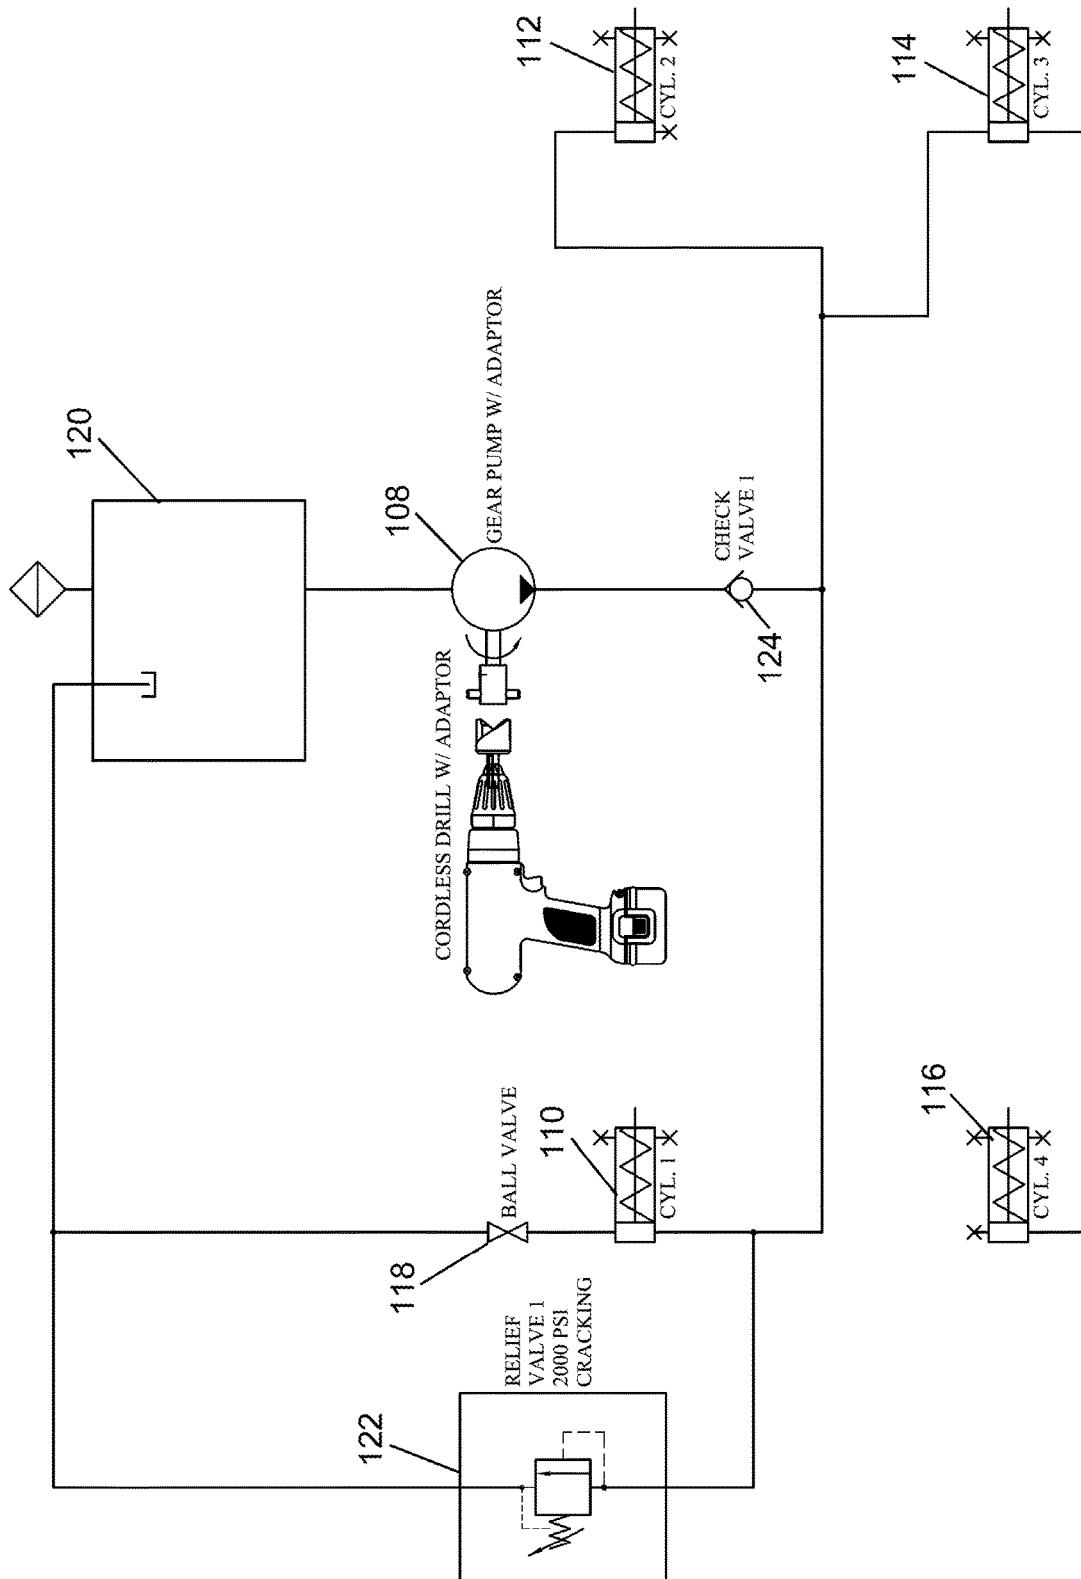 112
CYL. 2
114
CYL. 3
120
108
GEAR PUMP W/ ADAPTOR
CHECK
VALVE 1
124
CORDLESS DRILL W/ ADAPTOR
BALL VALVE
118
110
CYL. 1
116
CYL. 4
RELIEF
VALVE 1
2000 PSI
CRACKING
122